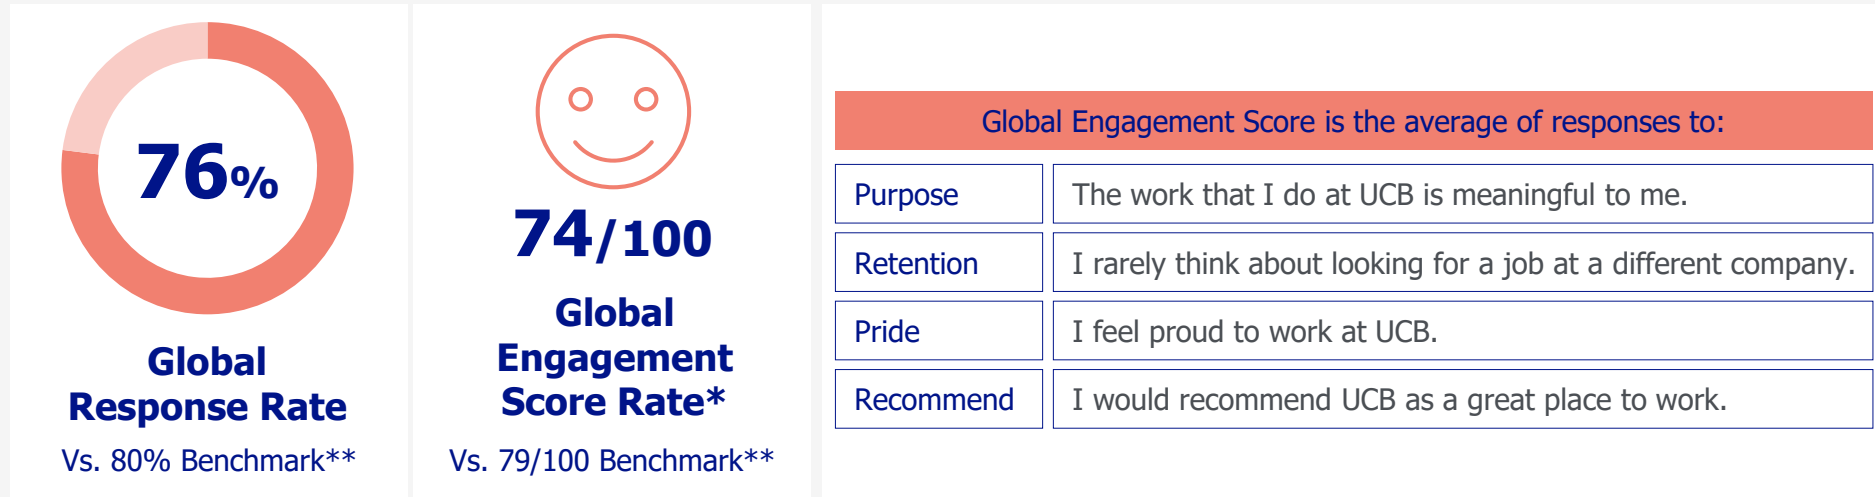 76%
Global
Response Rate
Vs. 80% Benchmark**
74/100
Global
Engagement
Score Rate*
Vs. 79/100 Benchmark**
Global Engagement Score is the average of responses to:
Purpose The work that I do at UCB is meaningful to me.
Retention I rarely think about looking for a job at a different company.
Pride I feel proud to work at UCB.
Recommend I would recommend UCB as a great place to work.